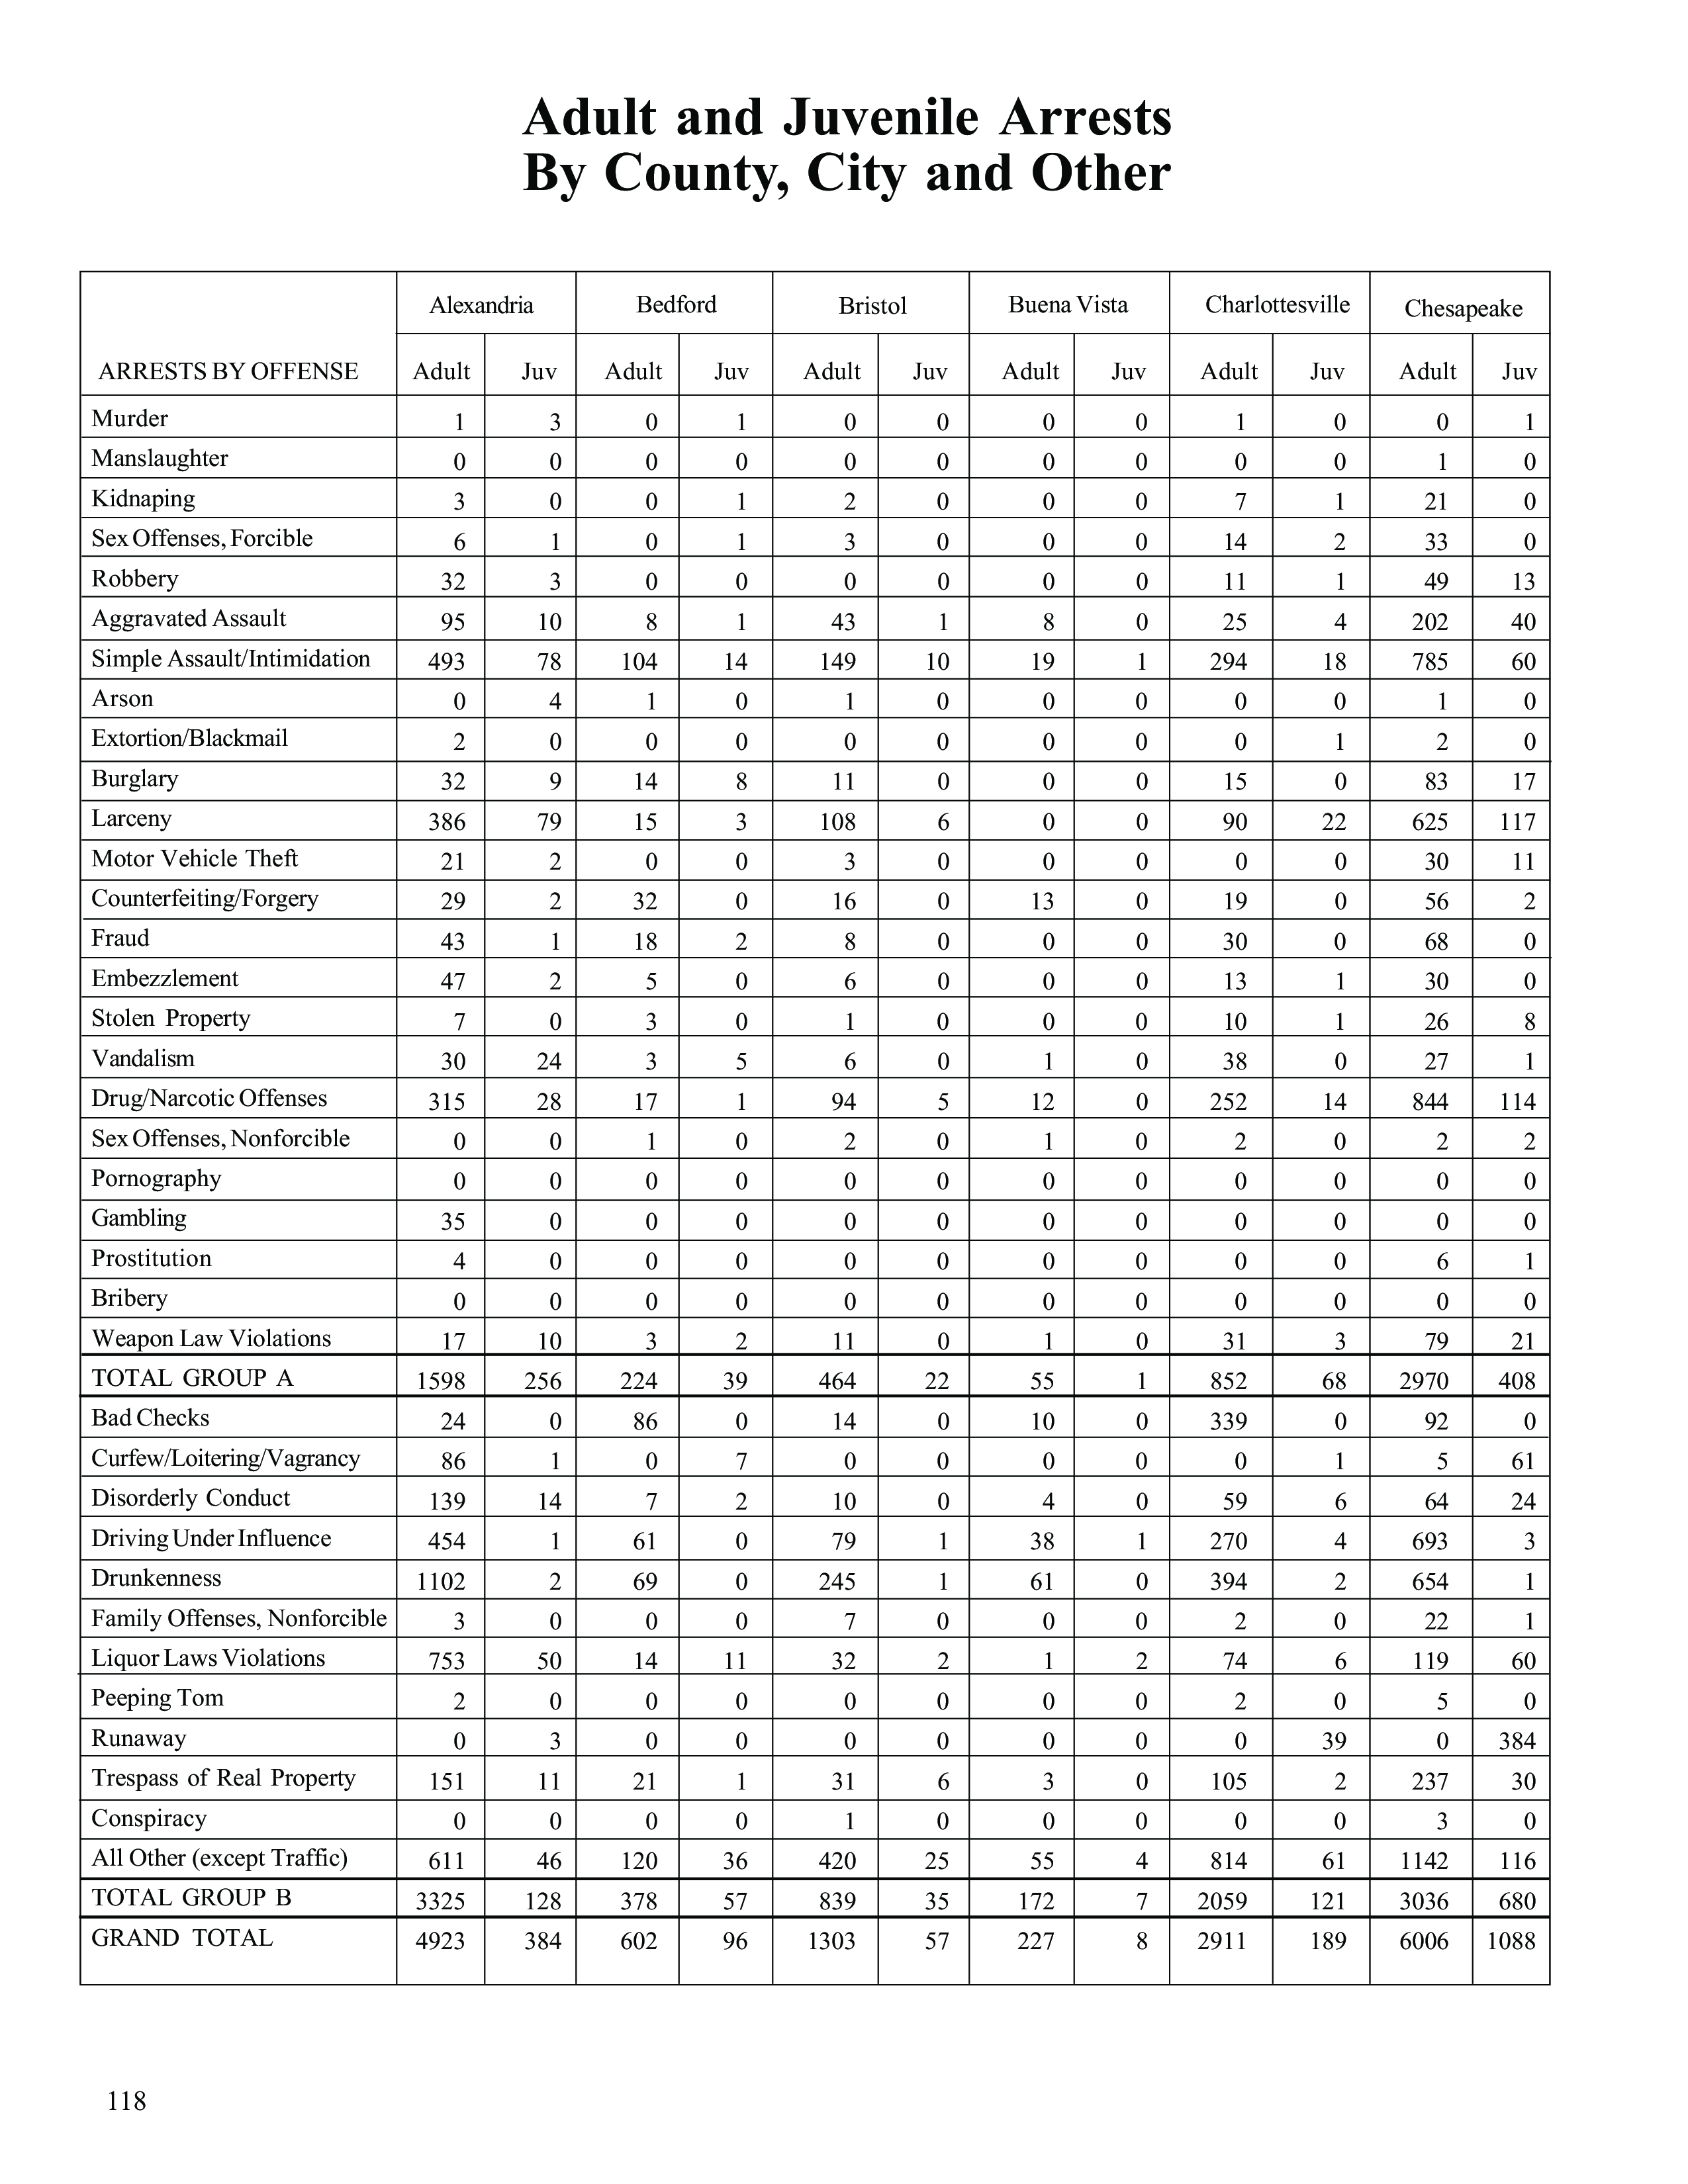 Adult and Juvenile Arrests
By County, City and Other
Alexandria Bedford Bristol Buena Vista Charlottesville Chesapeake
ARRESTS BY OFFENSE Adult Juv Adult Juv Adult Juv Adult Juv Adult Juv Adult Juv
Murder 1 3 0 1 0 0 0 0 1 0 0 1
Manslaughter 0 0 0 0 0 0 0 0 0 0 1 0
Kidnaping 3 0 0 1 2 0 0 0 7 1 21 0
Sex Offenses, Forcible 6 1 0 1 3 0 0 0 14 2 33 0
Robbery 32 3 0 0 0 0 0 0 11 1 49 13
Aggravated Assault 95 10 8 1 43 1 8 0 25 4 202 40
Simple Assault/Intimidation 493 78 104 14 149 10 19 1 294 18 785 60
Arson 0 4 1 0 1 0 0 0 0 0 1 0
Extortion/Blackmail 2 0 0 0 0 0 0 0 0 1 2 0
Burglary 32 9 14 8 11 0 0 0 15 0 83 17
Larceny 386 79 15 3 108 6 0 0 90 22 625 117
Motor Vehicle Theft 21 2 0 0 3 0 0 0 0 0 30 11
Counterfeiting/Forgery 29 2 32 0 16 0 13 0 19 0 56 2
Fraud 43 1 18 2 8 0 0 0 30 0 68 0
Embezzlement 47 2 5 0 6 0 0 0 13 1 30 0
Stolen Property 7 0 3 0 1 0 0 0 10 1 26 8
Vandalism 30 24 3 5 6 0 1 0 38 0 27 1
Drug/Narcotic Offenses 315 28 17 1 94 5 12 0 252 14 844 114
Sex Offenses, Nonforcible 0 0 1 0 2 0 1 0 2 0 2 2
Pornography 0 0 0 0 0 0 0 0 0 0 0 0
Gambling 35 0 0 0 0 0 0 0 0 0 0 0
Prostitution 4 0 0 0 0 0 0 0 0 0 6 1
Bribery 0 0 0 0 0 0 0 0 0 0 0 0
Weapon Law Violations 17 10 3 2 11 0 1 0 31 3 79 21
TOTAL GROUP A 1598 256 224 39 464 22 55 1 852 68 2970 408
Bad Checks 24 0 86 0 14 0 10 0 339 0 92 0
Curfew/Loitering/Vagrancy 86 1 0 7 0 0 0 0 0 1 5 61
Disorderly Conduct 139 14 7 2 10 0 4 0 59 6 64 24
Driving Under Influence 454 1 61 0 79 1 38 1 270 4 693 3
Drunkenness 1102 2 69 0 245 1 61 0 394 2 654 1
Family Offenses, Nonforcible 3 0 0 0 7 0 0 0 2 0 22 1
Liquor Laws Violations 753 50 14 11 32 2 1 2 74 6 119 60
Peeping Tom 2 0 0 0 0 0 0 0 2 0 5 0
Runaway 0 3 0 0 0 0 0 0 0 39 0 384
Trespass of Real Property 151 11 21 1 31 6 3 0 105 2 237 30
Conspiracy 0 0 0 0 1 0 0 0 0 0 3 0
All Other (except Traffic) 611 46 120 36 420 25 55 4 814 61 1142 116
TOTAL GROUP B 3325 128 378 57 839 35 172 7 2059 121 3036 680
GRAND TOTAL 4923 384 602 96 1303 57 227 8 2911 189 6006 1088
118